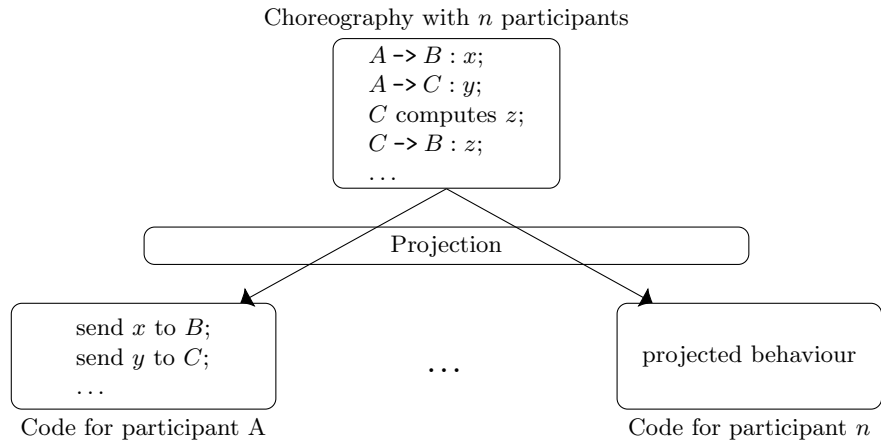 Choreography with n participants
A -> B : x;
A -> C : y;
C computes z;
C -> B : z;
...
Projection
send x to B;
send y to C;
...
...
projected behaviour
Code for participant A
Code for participant n